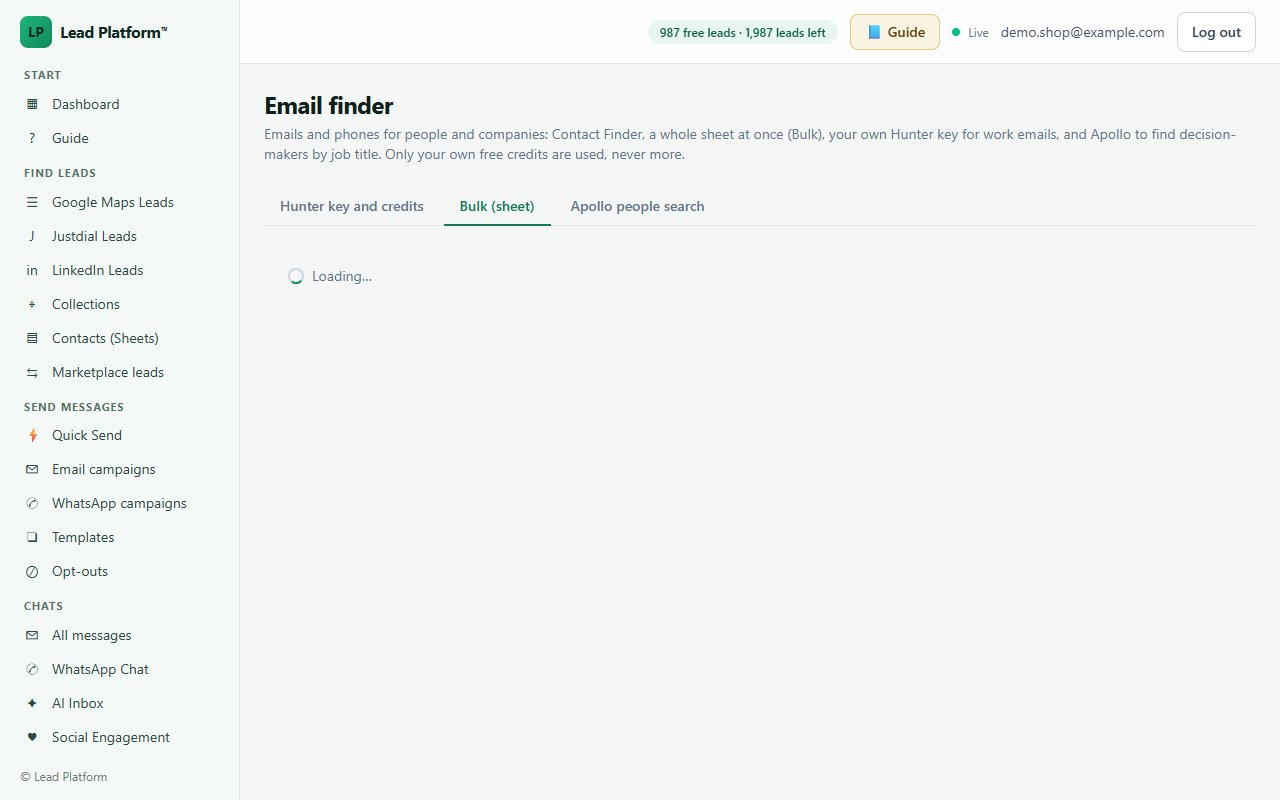 LP Lead Platform™
987 free leads · 1,987 leads left
Guide
Live
demo.shop@example.com
Log out
START
Dashboard
? Guide
FIND LEADS
Google Maps Leads
J Justdial Leads
in LinkedIn Leads
Collections
Contacts (Sheets)
Marketplace leads
SEND MESSAGES
Quick Send
Email campaigns
WhatsApp campaigns
Templates
Opt-outs
CHATS
All messages
WhatsApp Chat
AI Inbox
Social Engagement
© Lead Platform
Email finder
Emails and phones for people and companies: Contact Finder, a whole sheet at once (Bulk), your own Hunter key for work emails, and Apollo to find decision-
makers by job title. Only your own free credits are used, never more.
Hunter key and credits
Bulk (sheet)
Apollo people search
Loading...